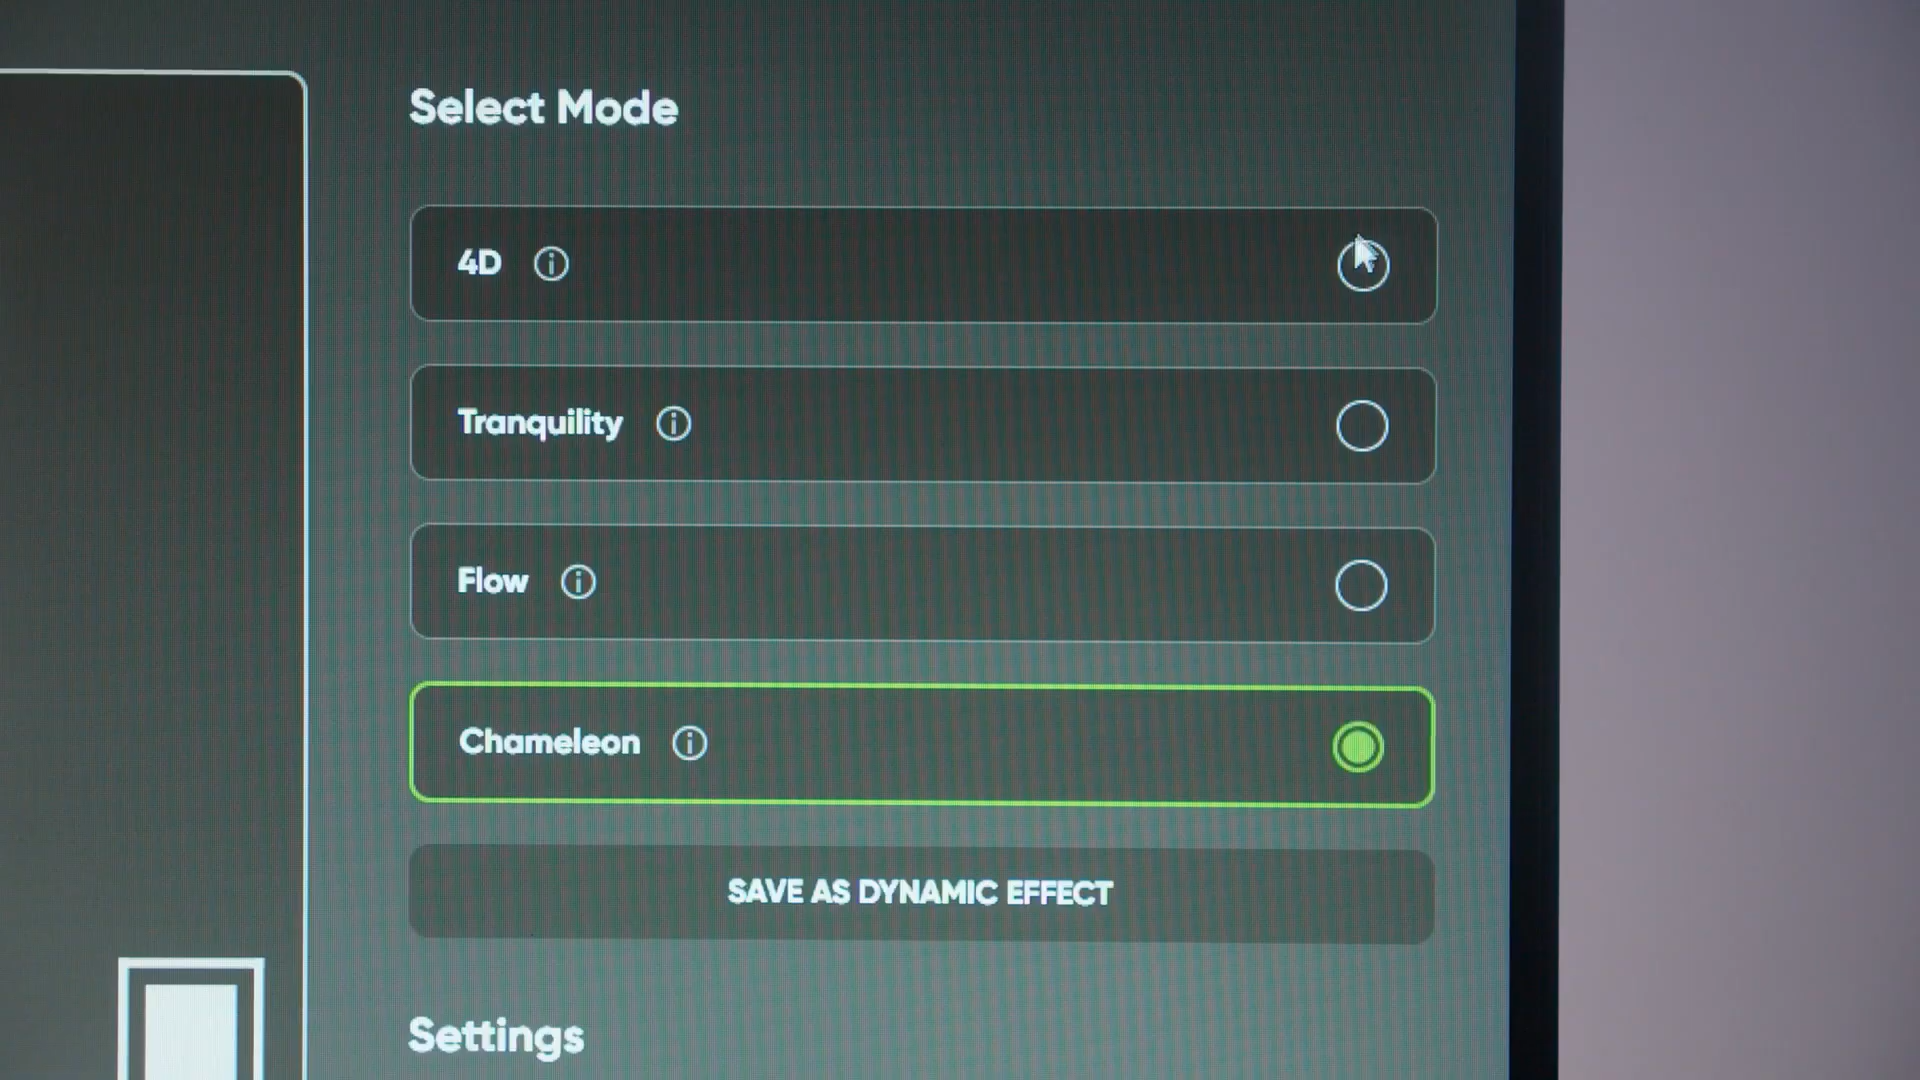 Select Mode
4D
Tranquility
Flow
Chameleon
SAVE AS DYNAMIC EFFECT
Settings